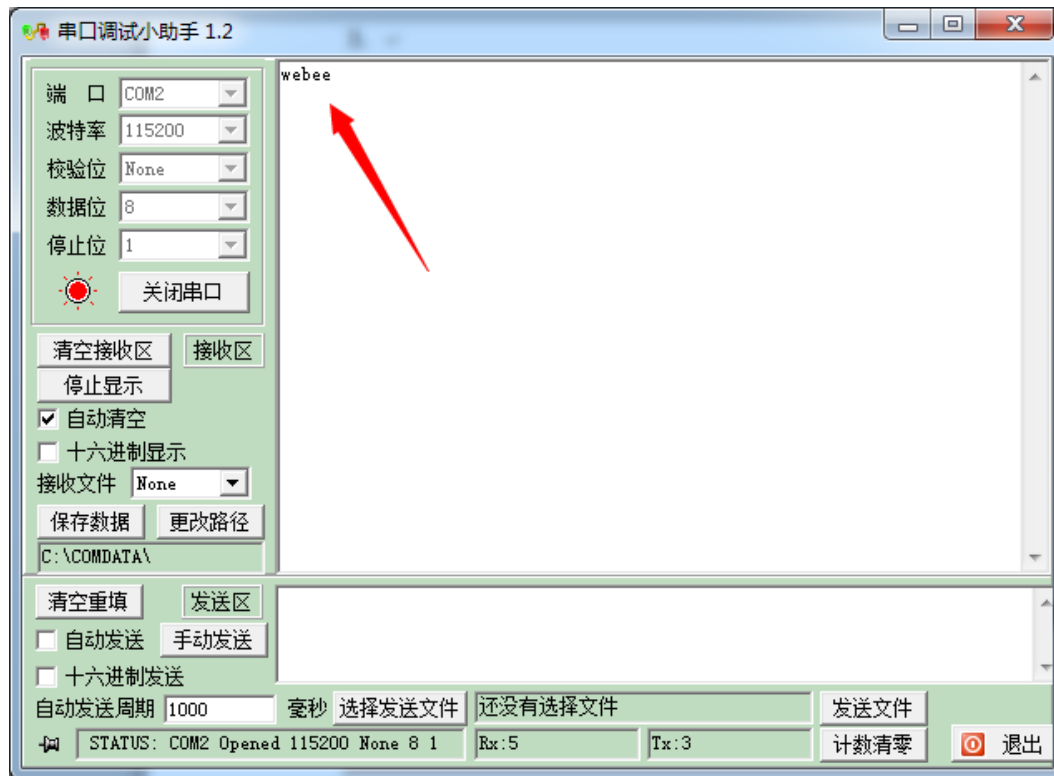 串口调试小助手 1.2
端 口 COM2
波特率 115200
校验位 None
数据位 8
停止位 1
关闭串口
清空接收区 接收区
停止显示
自动清空
十六进制显示
接收文件 None
保存数据 更改路径
C:\COMDATA\
webee
清空重填 发送区
自动发送 手动发送
十六进制发送
自动发送周期 1000 毫秒 选择发送文件 还没有选择文件 发送文件
STATUS: COM2 Opened 115200 None 8 1 Rx:5 Tx:3 计数清零 退出